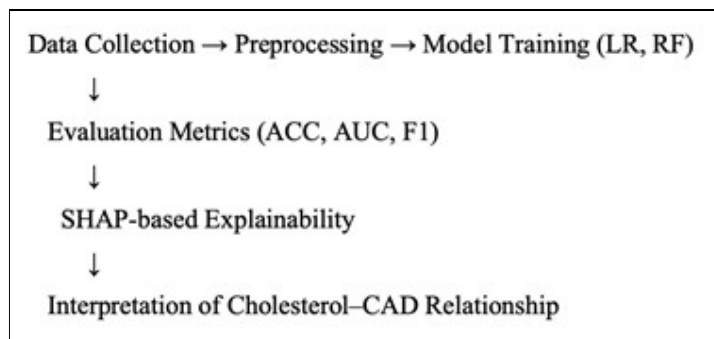 Data Collection → Preprocessing → Model Training (LR, RF)
↓
Evaluation Metrics (ACC, AUC, F1)
↓
SHAP-based Explainability
↓
Interpretation of Cholesterol–CAD Relationship